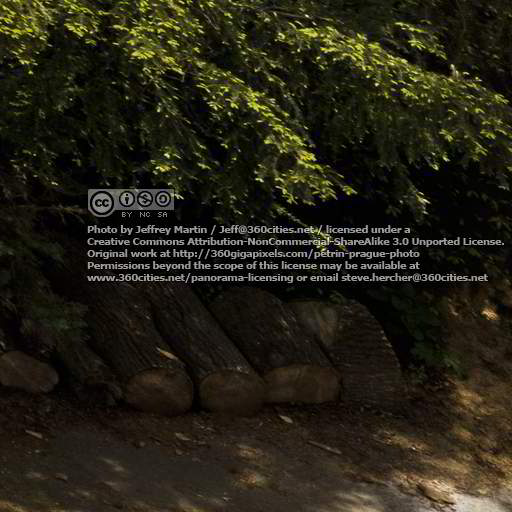 cc
BY NC SA
Photo by Jeffrey Martin / Jeff@360cities.net / licensed under a
Creative Commons Attribution-NonCommercial-ShareAlike 3.0 Unported License.
Original work at http://360gigapixels.com/petrin-prague-photo
Permissions beyond the scope of this license may be available at
www.360cities.net/panorama-licensing or email steve.hercher@360cities.net